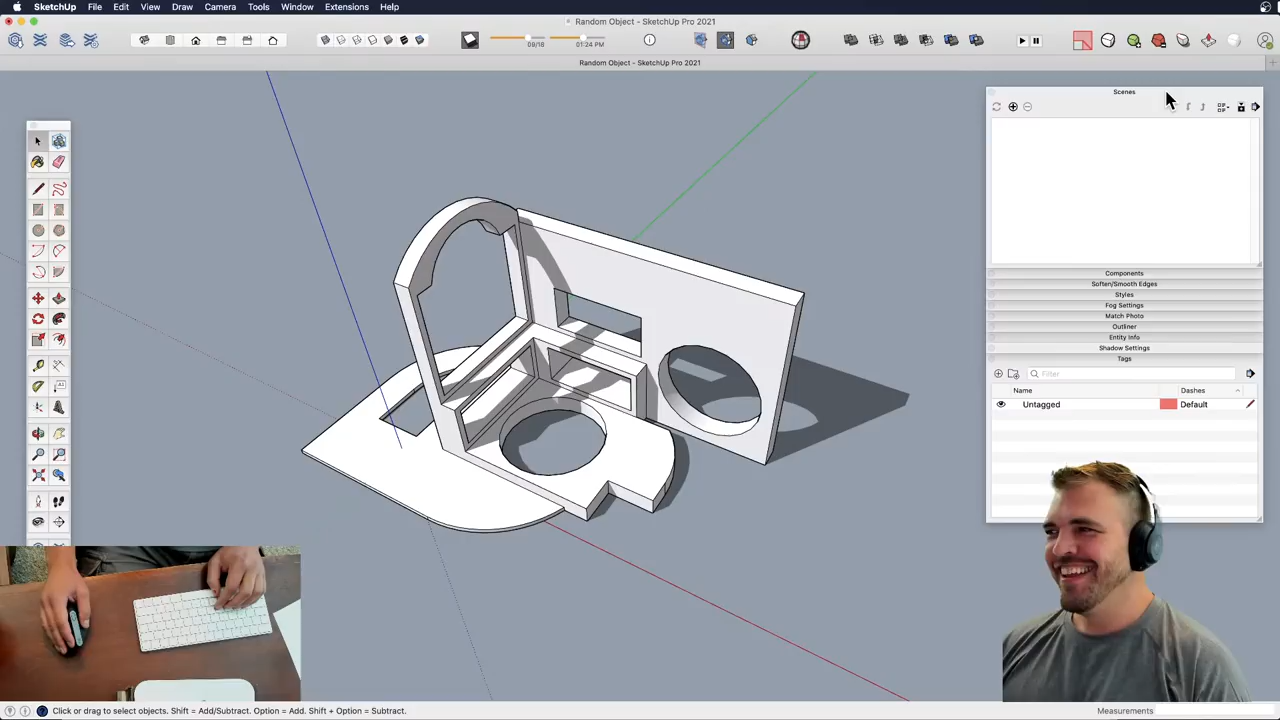 SketchUp File Edit View Draw Camera Tools Window Extensions Help
Random Object - SketchUp Pro 2021
09/18 01:24 PM
Random Object - SketchUp Pro 2021
Scenes
Components
Soften/Smooth Edges
Styles
Fog Settings
Match Photo
Outliner
Entity Info
Shadow Settings
Tags
Filter
Name Dashes
Untagged Default
Click or drag to select objects. Shift = Add/Subtract. Option = Add. Shift + Option = Subtract. Measurements